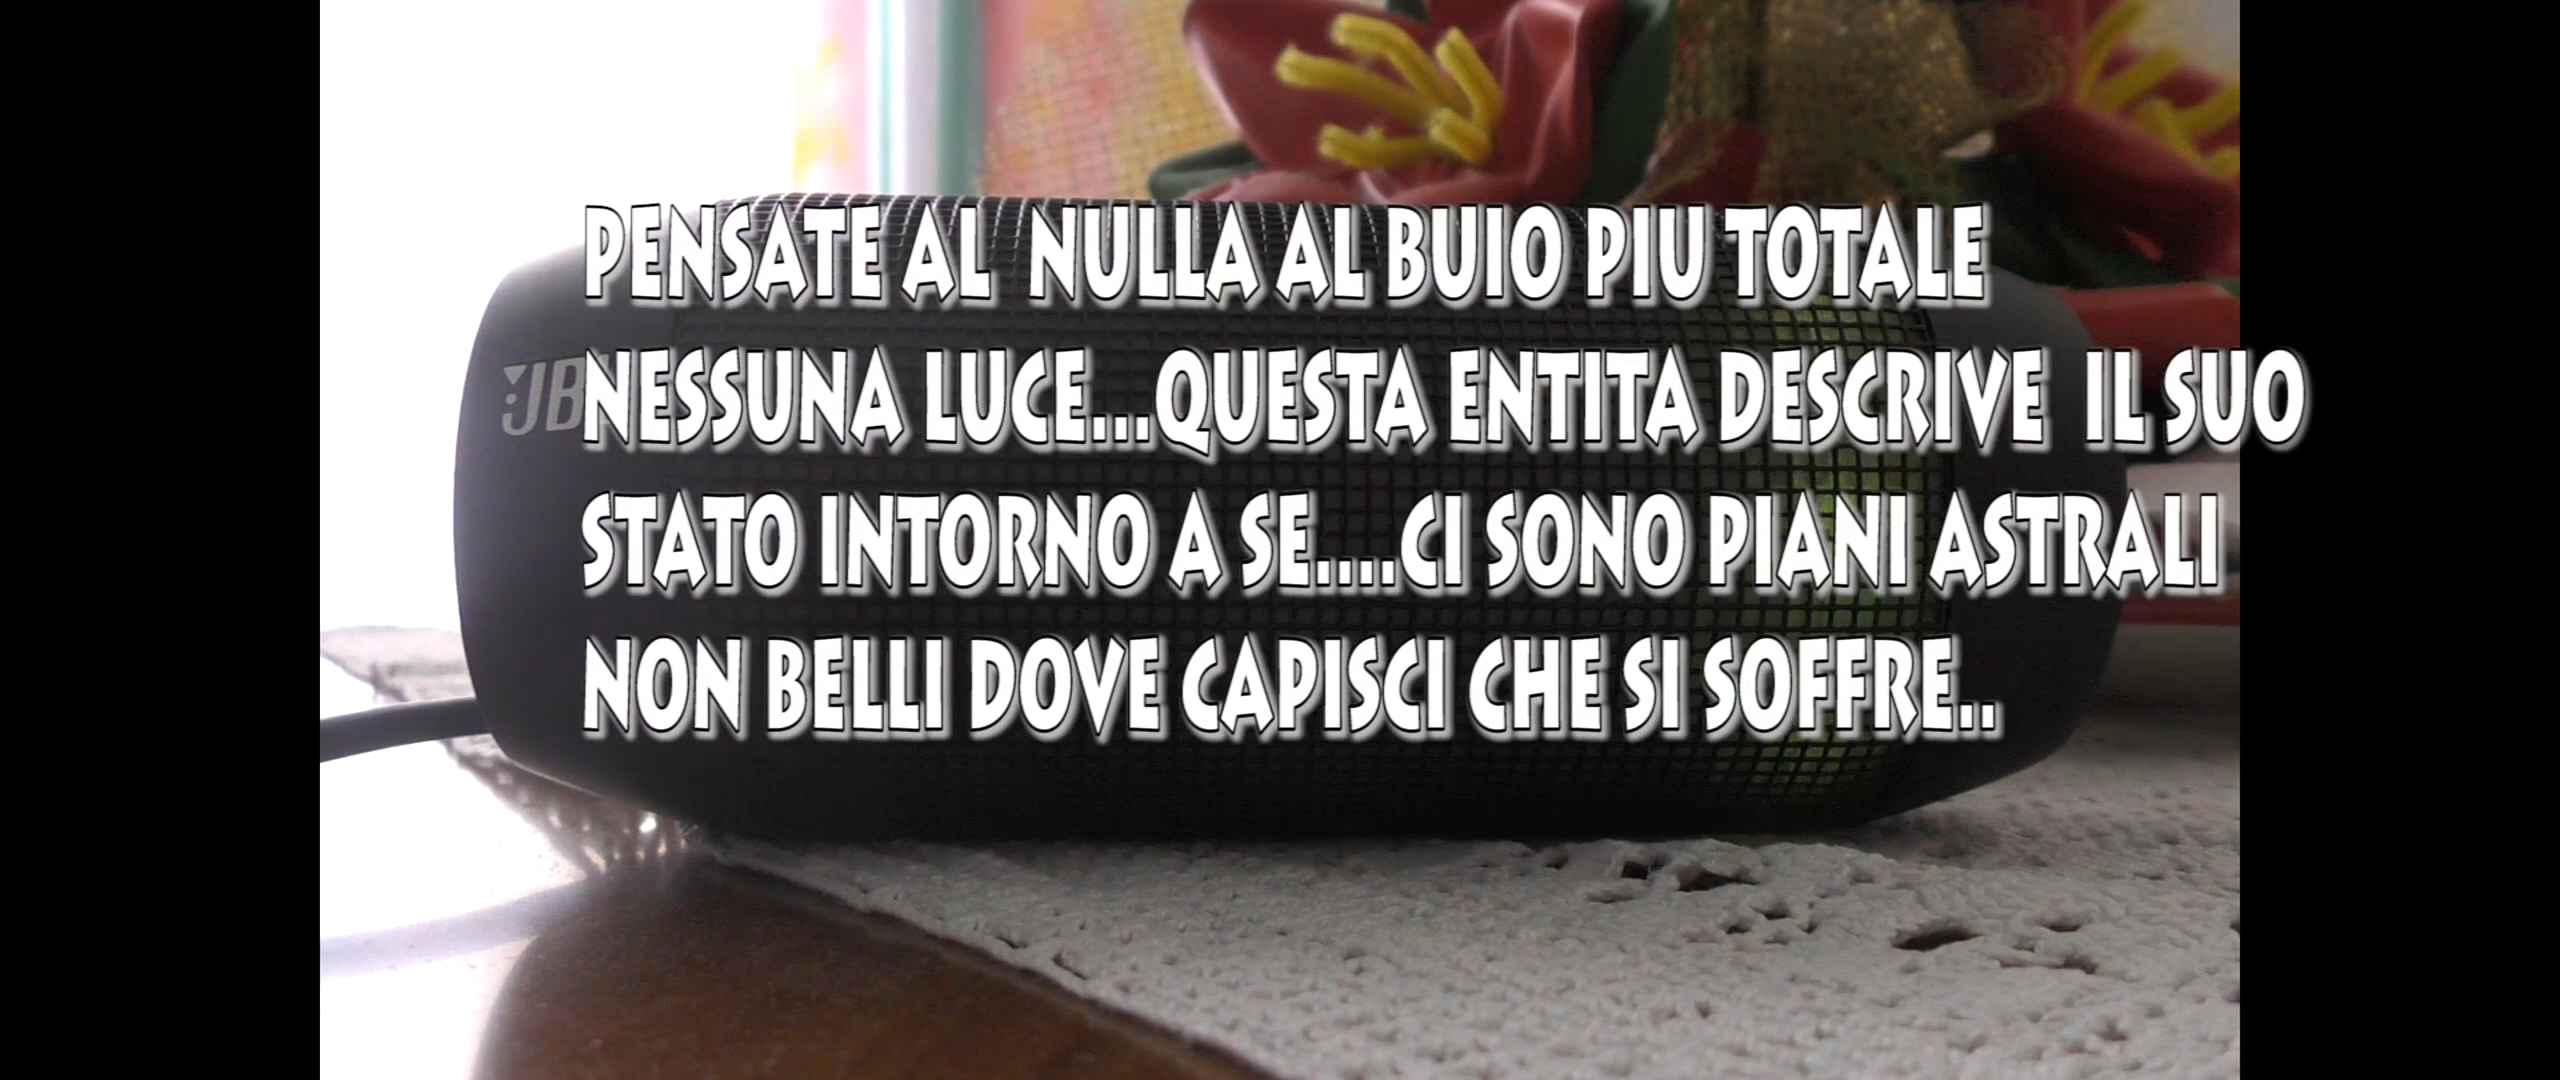 PENSATE AL NULLA AL BUIO PIU TOTALE
JB
NESSUNA LUCE...QUESTA ENTITA DESCRIVE IL SUO
STATO INTORNO A SE....CI SONO PIANI ASTRALI
NON BELLI DOVE CAPISCI CHE SI SOFFRE..